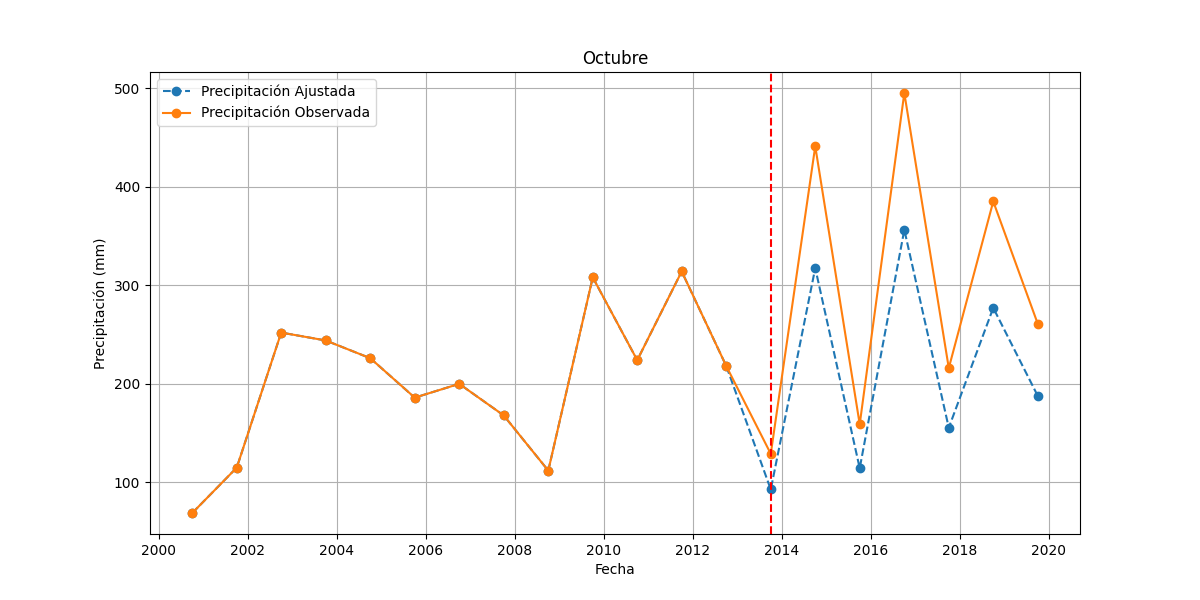 Octubre
Precipitación Ajustada
Precipitación Observada
Precipitación (mm)
500
400
300
200
100
2000 2002 2004 2006 2008 2010 2012 2014 2016 2018 2020
Fecha